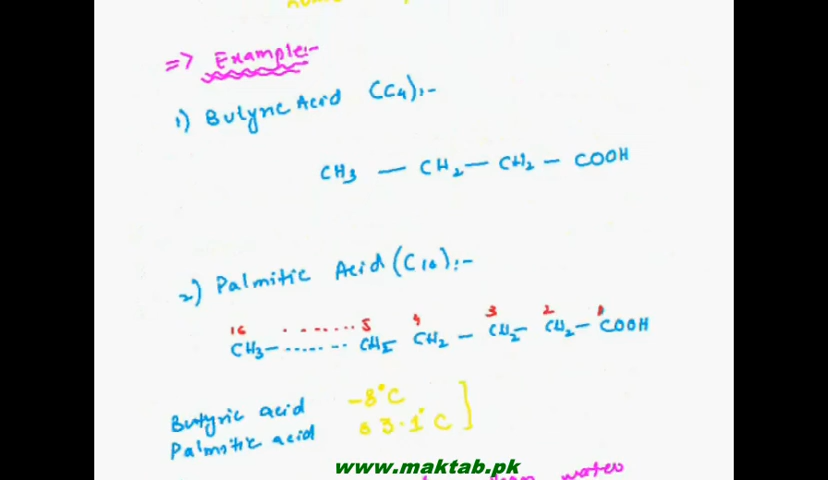 => Example:-
1) Butyric Acid (C4):-
CH3 — CH2 — CH2 — COOH
2) Palmitic Acid (C16):-
16 ....... 5 4 3 2 1
CH3-......CH2 CH2 — CH2 — CH2 — COOH
Butyric acid -8°C
Palmitic acid 63.1°C
www.maktab.pk
water